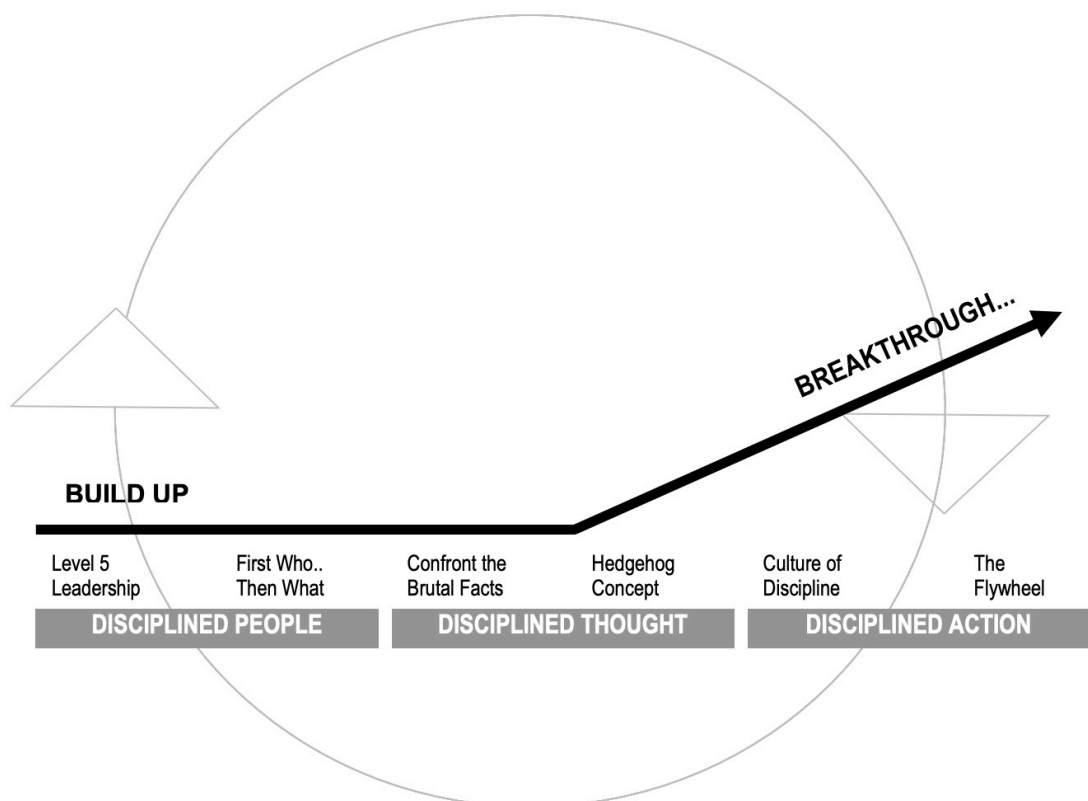 BREAKTHROUGH...
BUILD UP
Level 5
Leadership
First Who..
Then What
Confront the
Brutal Facts
Hedgehog
Concept
Culture of
Discipline
The
Flywheel
DISCIPLINED PEOPLE
DISCIPLINED THOUGHT
DISCIPLINED ACTION